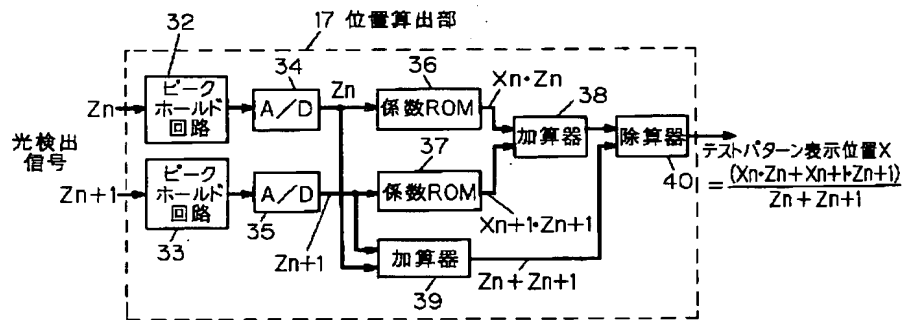 17 位置算出部
32
ピーク
ホールド
回路
Zn
34
A/D
Zn
36
係数ROM
Xn・Zn
38
加算器
除算器
40
光検出
信号
Zn+1
ピーク
ホールド
回路
33
A/D
35
Zn+1
37
係数ROM
Xn+1・Zn+1
加算器
39
Zn+Zn+1
テストパターン表示位置X
=(Xn・Zn+Xn+1・Zn+1)
Zn+Zn+1